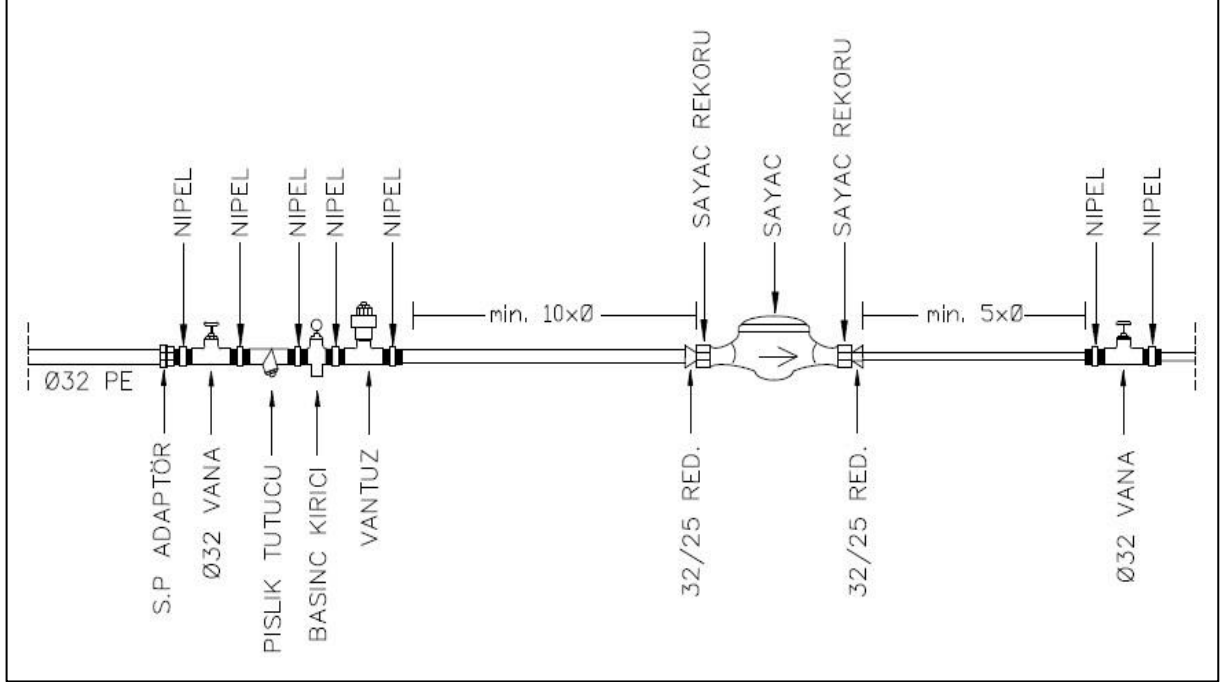 NIPEL
NIPEL
NIPEL
NIPEL
NIPEL
SAYAC REKORU
SAYAC
SAYAC REKORU
NIPEL
NIPEL
min. 10xØ
min. 5xØ
Ø32 PE
S.P ADAPTÖR
Ø32 VANA
PISLIK TUTUCU
BASINC KIRICI
VANTUZ
32/25 RED.
32/25 RED.
Ø32 VANA